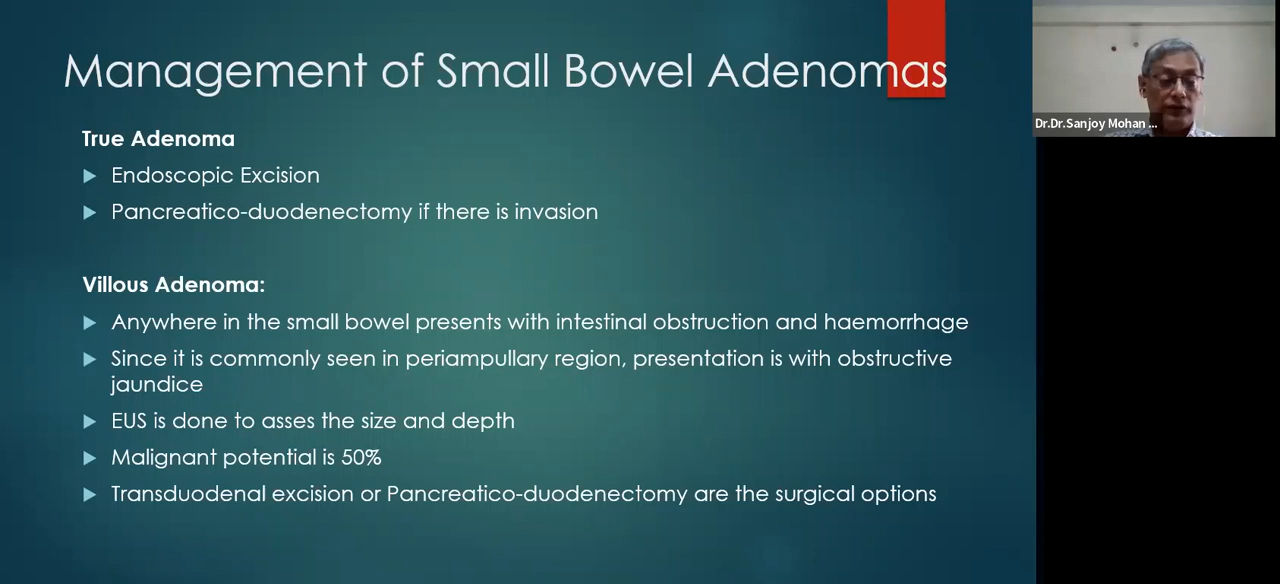 Management of Small Bowel Adenomas
True Adenoma
Endoscopic Excision
Pancreatico-duodenectomy if there is invasion
Villous Adenoma:
Anywhere in the small bowel presents with intestinal obstruction and haemorrhage
Since it is commonly seen in periampullary region, presentation is with obstructive
jaundice
EUS is done to asses the size and depth
Malignant potential is 50%
Transduodenal excision or Pancreatico-duodenectomy are the surgical options
Dr.Dr.Sanjoy Mohan ...